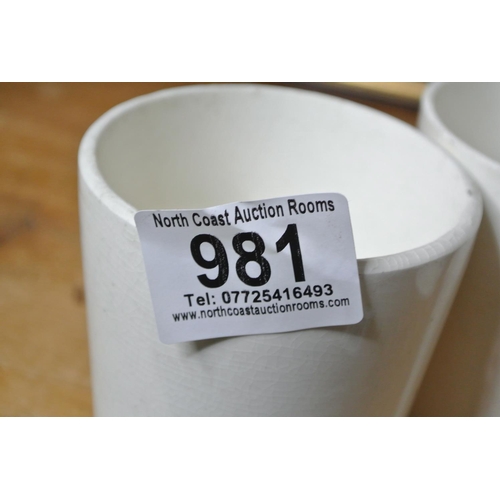 North Coast Auction Rooms
981
Tel: 07725416493
www.northcoastauctionrooms.com